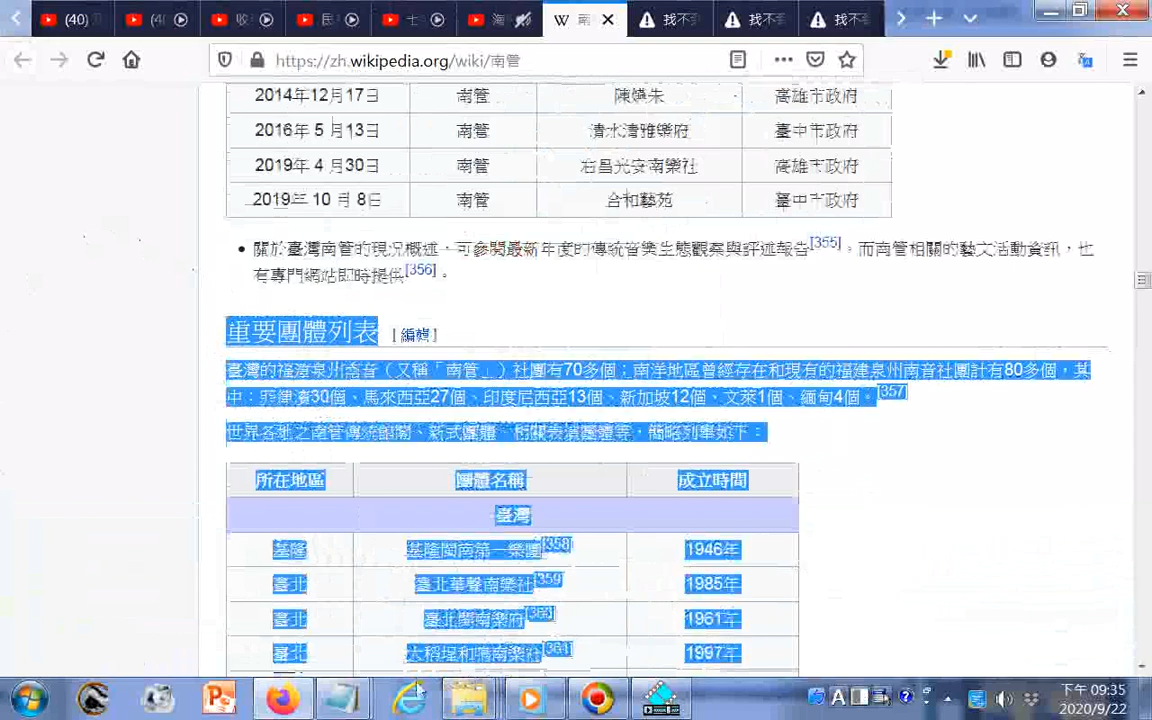 (40)
(4(
收
民
士
海
W 南
找不到
找不到
找不
https://zh.wikipedia.org/wiki/南管
2014年12月17日 南管 陳嬿朱 高雄市政府
2016年 5 月13日 南管 清水清雅樂府 臺中市政府
2019年 4 月30日 南管 右昌光安南樂社 高雄市政府
2019年 10 月 8日 南管 合和藝苑 臺中市政府
關於臺灣南管的現況概述，可參閱最新年度的傳統音樂生態觀察與評述報告[355]。而南管相關的藝文活動資訊，也
有專門網站即時提供[356]。
重要團體列表 [編輯]
臺灣的福建泉州南音（又稱「南管」）社團有70多個；南洋地區曾經存在和現有的福建泉州南音社團計有80多個，其
中：菲律濱30個、馬來西亞27個、印度尼西亞13個、新加坡12個、文萊1個、緬甸4個。[357]
世界各地之南管傳統館閣、新式團體、相關表演團體等，簡略列舉如下：
所在地區 團體名稱 成立時間
臺灣
基隆 基隆閩南第一樂團[358] 1946年
臺北 臺北華聲南樂社[359] 1985年
臺北 臺北閩南樂府[360] 1961年
臺北 大稻埕和鳴南樂府[361] 1997年
下午 09:35
2020/9/22